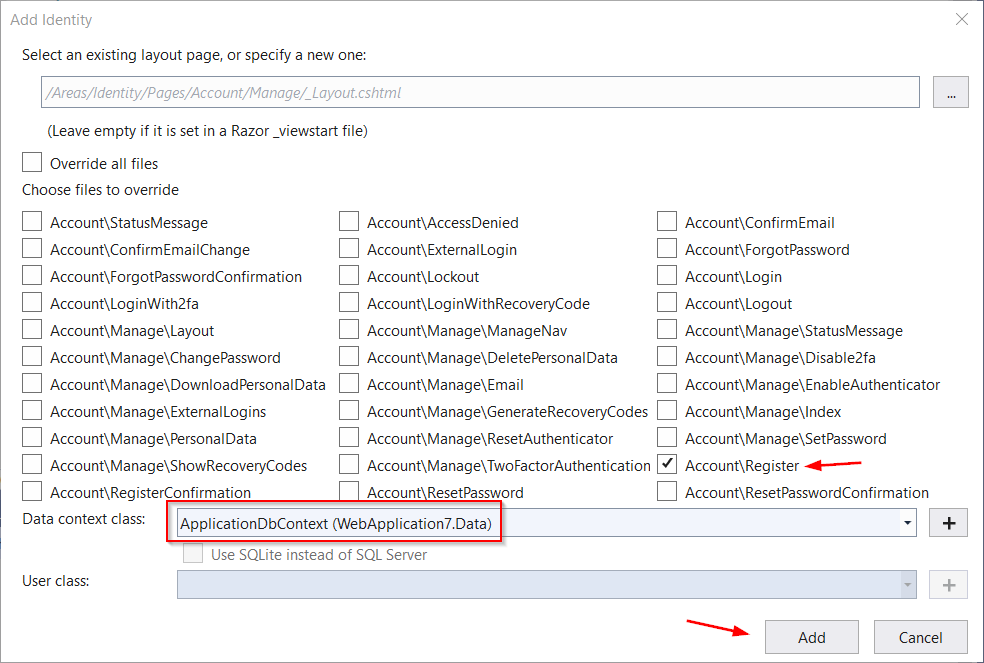 Add Identity
Select an existing layout page, or specify a new one:
/Areas/Identity/Pages/Account/Manage/_Layout.cshtml
...
(Leave empty if it is set in a Razor _viewstart file)
Override all files
Choose files to override
Account\StatusMessage Account\AccessDenied Account\ConfirmEmail
Account\ConfirmEmailChange Account\ExternalLogin Account\ForgotPassword
Account\ForgotPasswordConfirmation Account\Lockout Account\Login
Account\LoginWith2fa Account\LoginWithRecoveryCode Account\Logout
Account\Manage\Layout Account\Manage\ManageNav Account\Manage\StatusMessage
Account\Manage\ChangePassword Account\Manage\DeletePersonalData Account\Manage\Disable2fa
Account\Manage\DownloadPersonalData Account\Manage\Email Account\Manage\EnableAuthenticator
Account\Manage\ExternalLogins Account\Manage\GenerateRecoveryCodes Account\Manage\Index
Account\Manage\PersonalData Account\Manage\ResetAuthenticator Account\Manage\SetPassword
Account\Manage\ShowRecoveryCodes Account\Manage\TwoFactorAuthentication Account\Register
Account\RegisterConfirmation Account\ResetPassword Account\ResetPasswordConfirmation
Data context class: ApplicationDbContext (WebApplication7.Data) +
Use SQLite instead of SQL Server
User class: +
Add Cancel